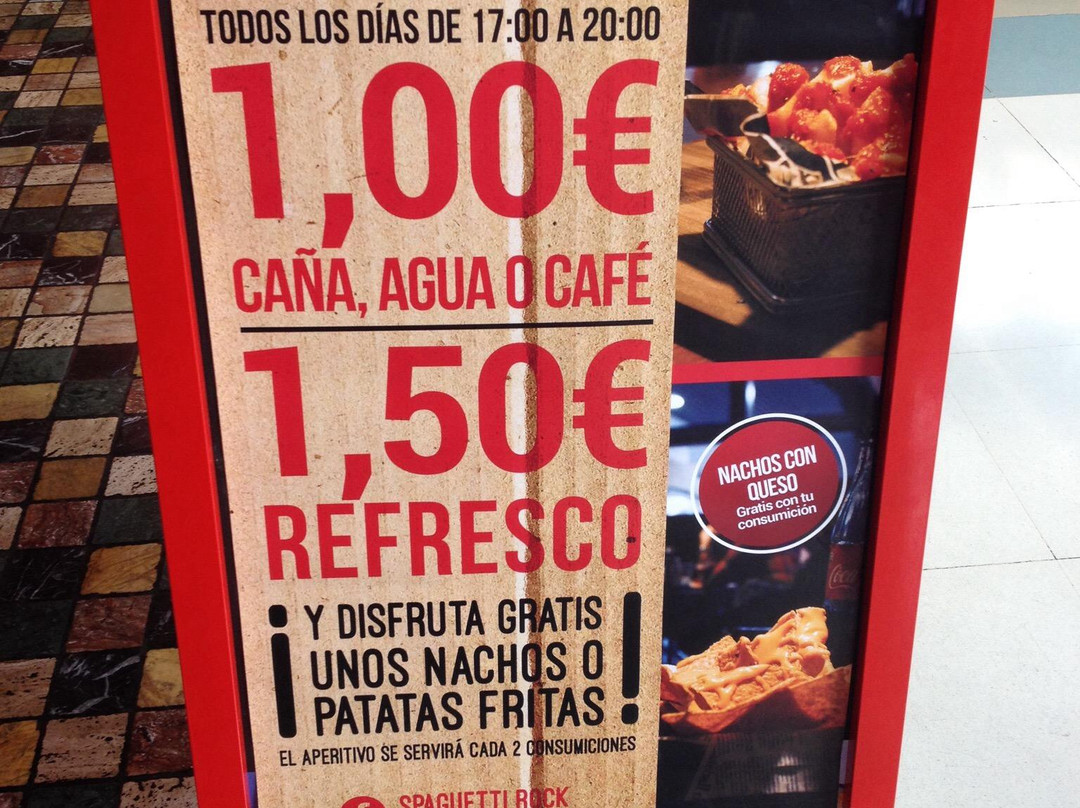 TODOS LOS DÍAS DE 17:00 A 20:00
1,00€
CAÑA, AGUA O CAFÉ
1,50€
REFRESCO
¡Y DISFRUTA GRATIS
UNOS NACHOS O
PATATAS FRITAS!
EL APERITIVO SE SERVIRÁ CADA 2 CONSUMICIONES
SPAGUETTI ROCK
NACHOS CON
QUESO
Gratis con tu
consumición